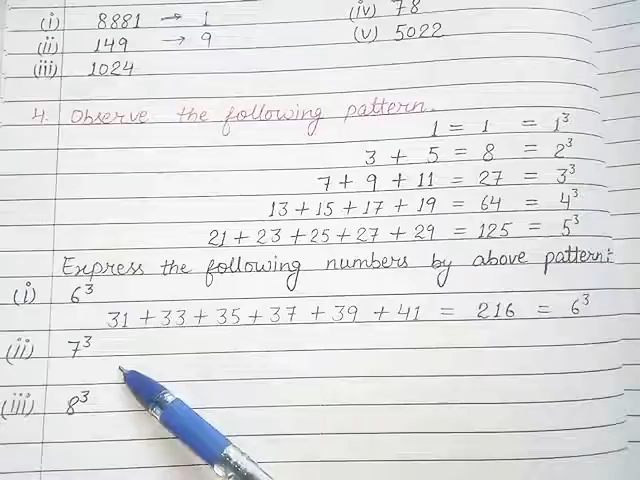 (i) 8881 → 1 (iv) 78
(ii) 149 → 9 (v) 5022
(iii) 1024
4. Observe the following pattern.
1 = 1 = 1³
3 + 5 = 8 = 2³
7 + 9 + 11 = 27 = 3³
13 + 15 + 17 + 19 = 64 = 4³
21 + 23 + 25 + 27 + 29 = 125 = 5³
Express the following numbers by above pattern:
(i) 6³
31 + 33 + 35 + 37 + 39 + 41 = 216 = 6³
(ii) 7³
(iii) 8³